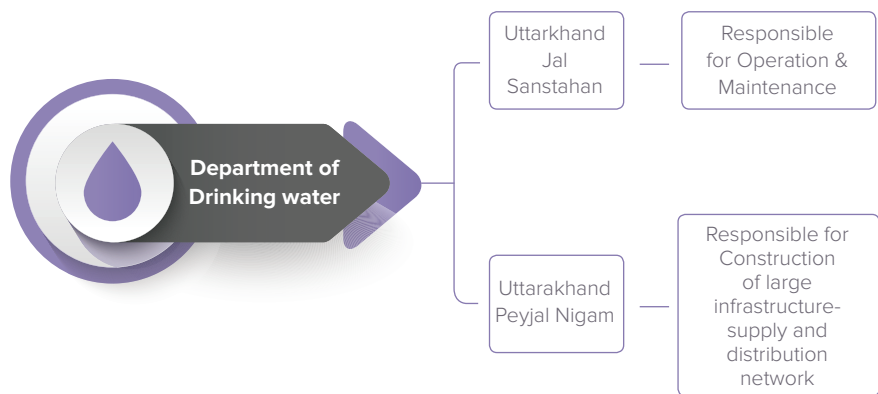 Department of
Drinking water
Uttarkhand
Jal
Sanstahan
Responsible
for Operation &
Maintenance
Uttarakhand
Peyjal Nigam
Responsible for
Construction
of large
infrastructure-
supply and
distribution
network